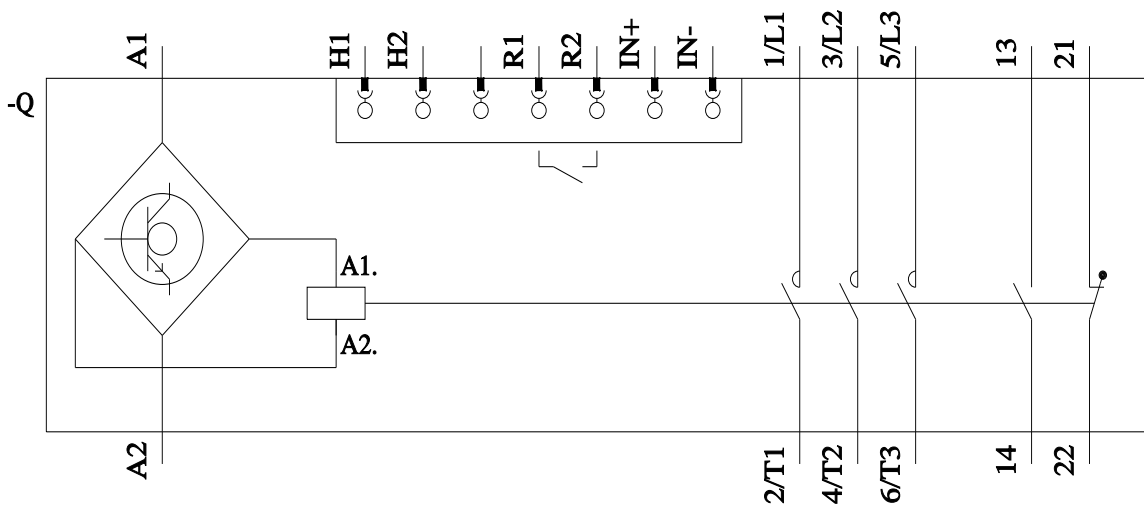 A1
H1
H2
R1
R2
IN+
IN-
1/L1
3/L2
5/L3
13
21
-Q
A1.
A2.
A2
2/T1
4/T2
6/T3
14
22